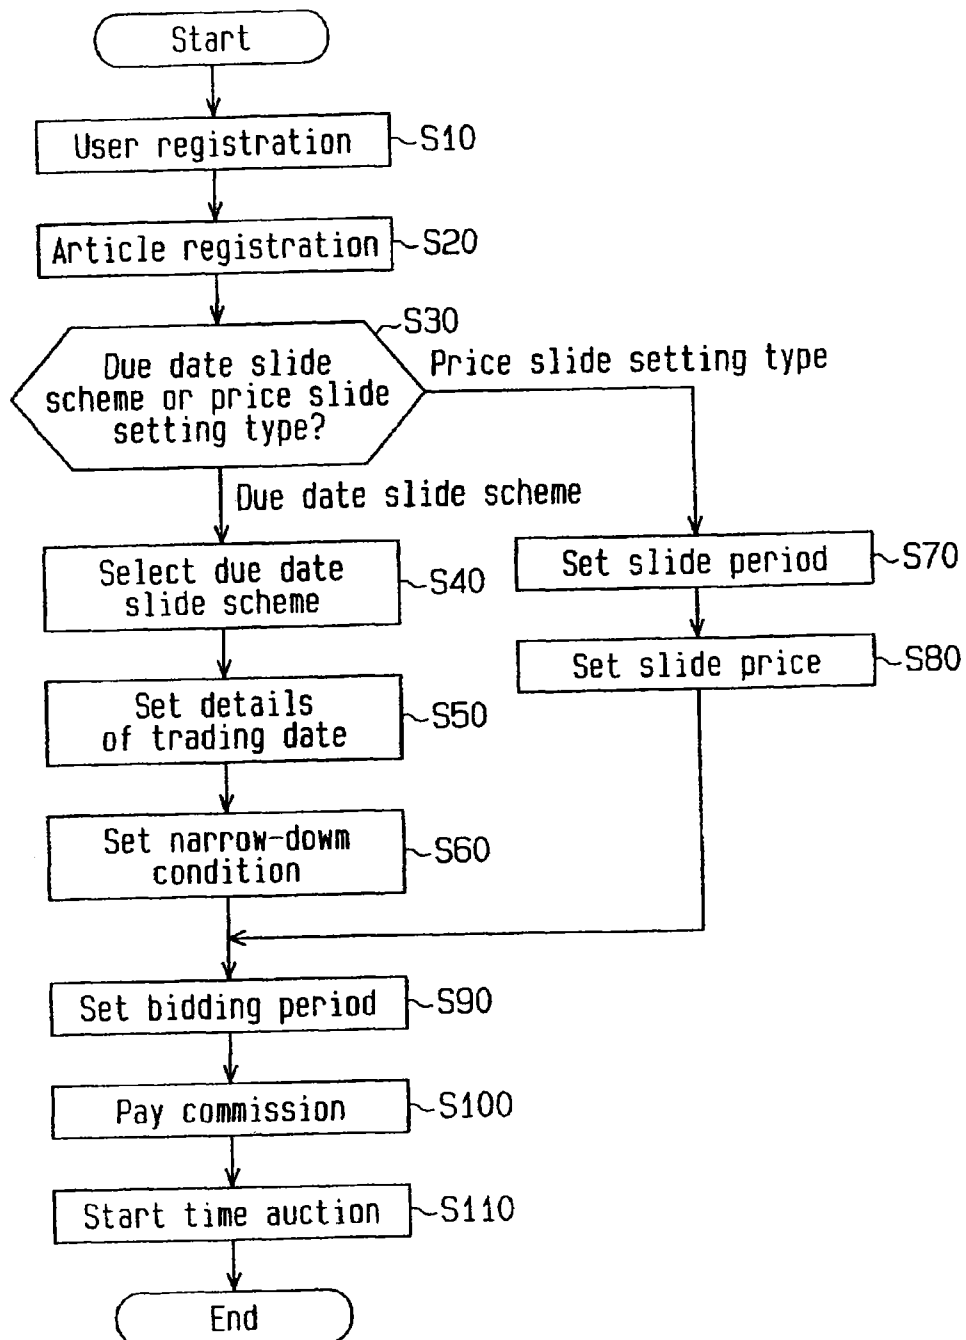 Start
User registration
S10
Article registration
S20
S30
Due date slide
scheme or price slide
setting type?
Price slide setting type
Due date slide scheme
Select due date
slide scheme
S40
Set details
of trading date
S50
Set narrow-dowm
condition
S60
Set slide period
S70
Set slide price
S80
Set bidding period
S90
Pay commission
S100
Start time auction
S110
End